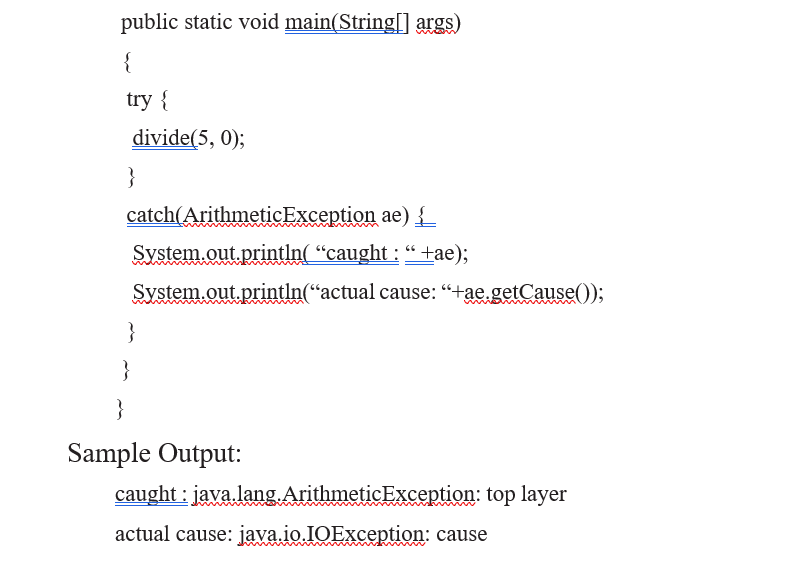 public static void main(String[] args)
{
try {
divide(5, 0);
}
catch(ArithmeticException ae) {
System.out.println( “caught : “ +ae);
System.out.println(“actual cause: “+ae.getCause());
}
}
}
Sample Output:
caught : java.lang.ArithmeticException: top layer
actual cause: java.io.IOException: cause